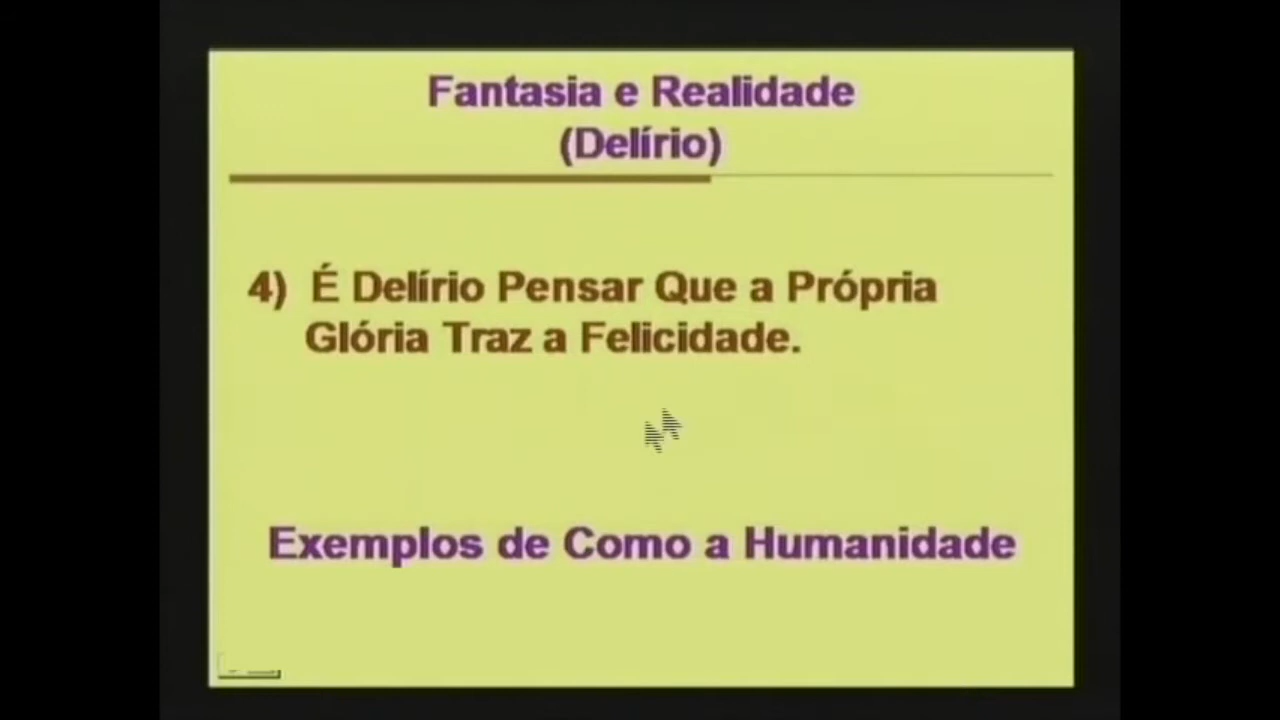 Fantasia e Realidade
(Delírio)
4) É Delírio Pensar Que a Própria
Glória Traz a Felicidade.
Exemplos de Como a Humanidade